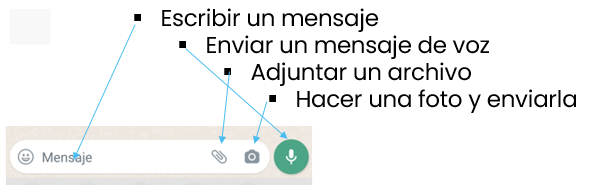 Escribir un mensaje
Enviar un mensaje de voz
Adjuntar un archivo
Hacer una foto y enviarla
Mensaje